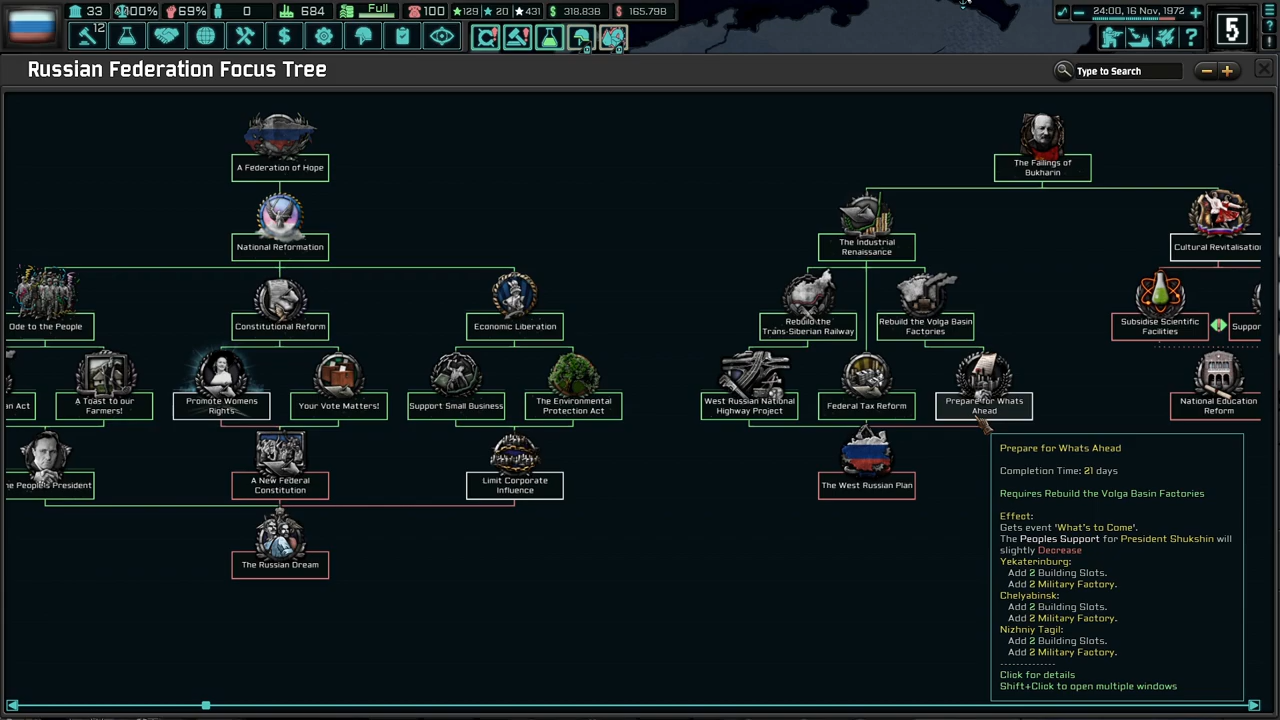 33
100%
69%
0
684
Full
100
129
20
431
$ 318.83B
$ 165.79B
24:00, 16 Nov, 1972
5
12
Russian Federation Focus Tree
Type to Search
A Federation of Hope
The Failings of
Bukharin
National Reformation
The Industrial
Renaissance
Cultural Revitalisatio
Ode to the People
Constitutional Reform
Economic Liberation
Rebuild the
Trans-Siberian Railway
Rebuild the Volga Basin
Factories
Subsidise Scientific
Facilities
Suppor
an Act
A Toast to our
Farmers!
Promote Womens
Rights
Your Vote Matters!
Support Small Business
The Environmental
Protection Act
West Russian National
Highway Project
Federal Tax Reform
Prepare for Whats
Ahead
National Education
Reform
he People's President
A New Federal
Constitution
Limit Corporate
Influence
The West Russian Plan
The Russian Dream
Prepare for Whats Ahead
Completion Time: 21 days
Requires Rebuild the Volga Basin Factories
Effect:
Gets event 'What's to Come'.
The Peoples Support for President Shukshin will
slightly Decrease
Yekaterinburg:
Add 2 Building Slots.
Add 2 Military Factory.
Chelyabinsk:
Add 2 Building Slots.
Add 2 Military Factory.
Nizhniy Tagil:
Add 2 Building Slots.
Add 2 Military Factory.
--------------
Click for details
Shift+Click to open multiple windows